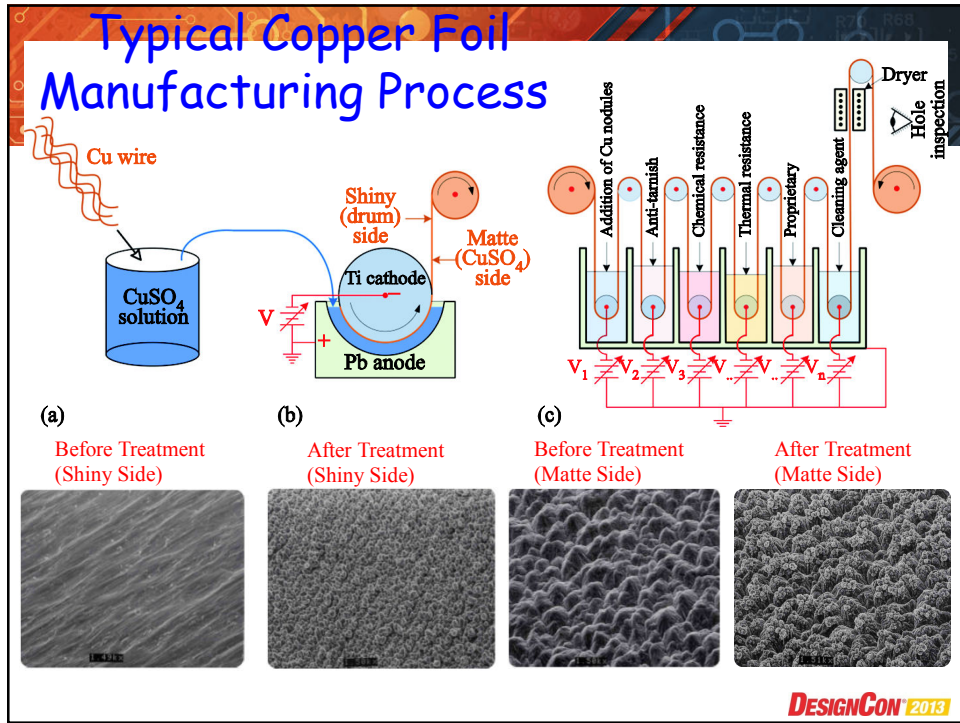 R70 R68
Typical Copper Foil
Manufacturing Process
Cu wire
CuSO4
solution
Shiny
(drum)
side
Matte
(CuSO4)
side
Ti cathode
V
+
Pb anode
Addition of Cu nodules
Anti-tarnish
Chemical resistance
Thermal resistance
Proprietary
Cleaning agent
Dryer
Hole
inspection
V1
V2
V3
V..
V..
Vn
(a)
(b)
(c)
Before Treatment
(Shiny Side)
After Treatment
(Shiny Side)
Before Treatment
(Matte Side)
After Treatment
(Matte Side)
DESIGNCON® 2013